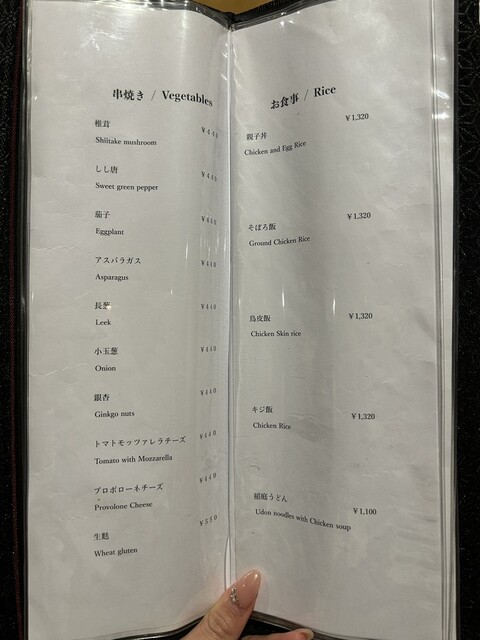 串焼き / Vegetables
椎茸
¥440
Shiitake mushroom
しし唐
¥440
Sweet green pepper
茄子
¥440
Eggplant
アスパラガス
¥440
Asparagus
長葱
¥440
Leek
小玉葱
¥440
Onion
銀杏
¥440
Ginkgo nuts
トマトモッツァレラチーズ
¥440
Tomato with Mozzarella
プロボローネチーズ
¥440
Provolone Cheese
生麩
¥550
Wheat gluten
お食事 / Rice
¥1,320
親子丼
Chicken and Egg Rice
¥1,320
そぼろ飯
Ground Chicken Rice
¥1,320
鳥皮飯
Chicken Skin rice
キジ飯
¥1,320
Chicken Rice
稲庭うどん
¥1,100
Udon noodles with Chicken soup